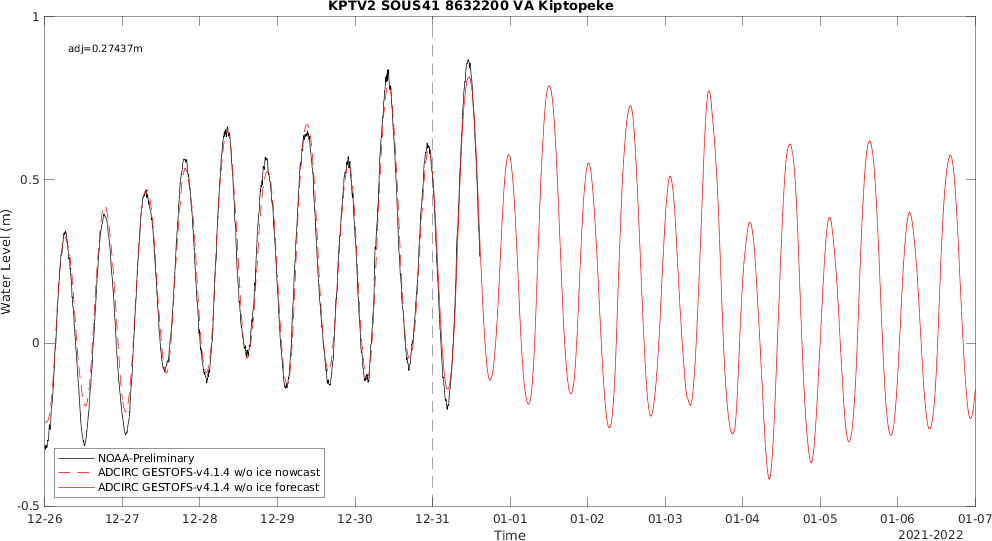 KPTV2 SOUS41 8632200 VA Kiptopeke
adj=0.27437m
Water Level (m)
1
0.5
0
-0.5
NOAA-Preliminary
ADCIRC GESTOFS-v4.1.4 w/o ice nowcast
ADCIRC GESTOFS-v4.1.4 w/o ice forecast
12-26 12-27 12-28 12-29 12-30 12-31 01-01 01-02 01-03 01-04 01-05 01-06 01-07
Time
2021-2022